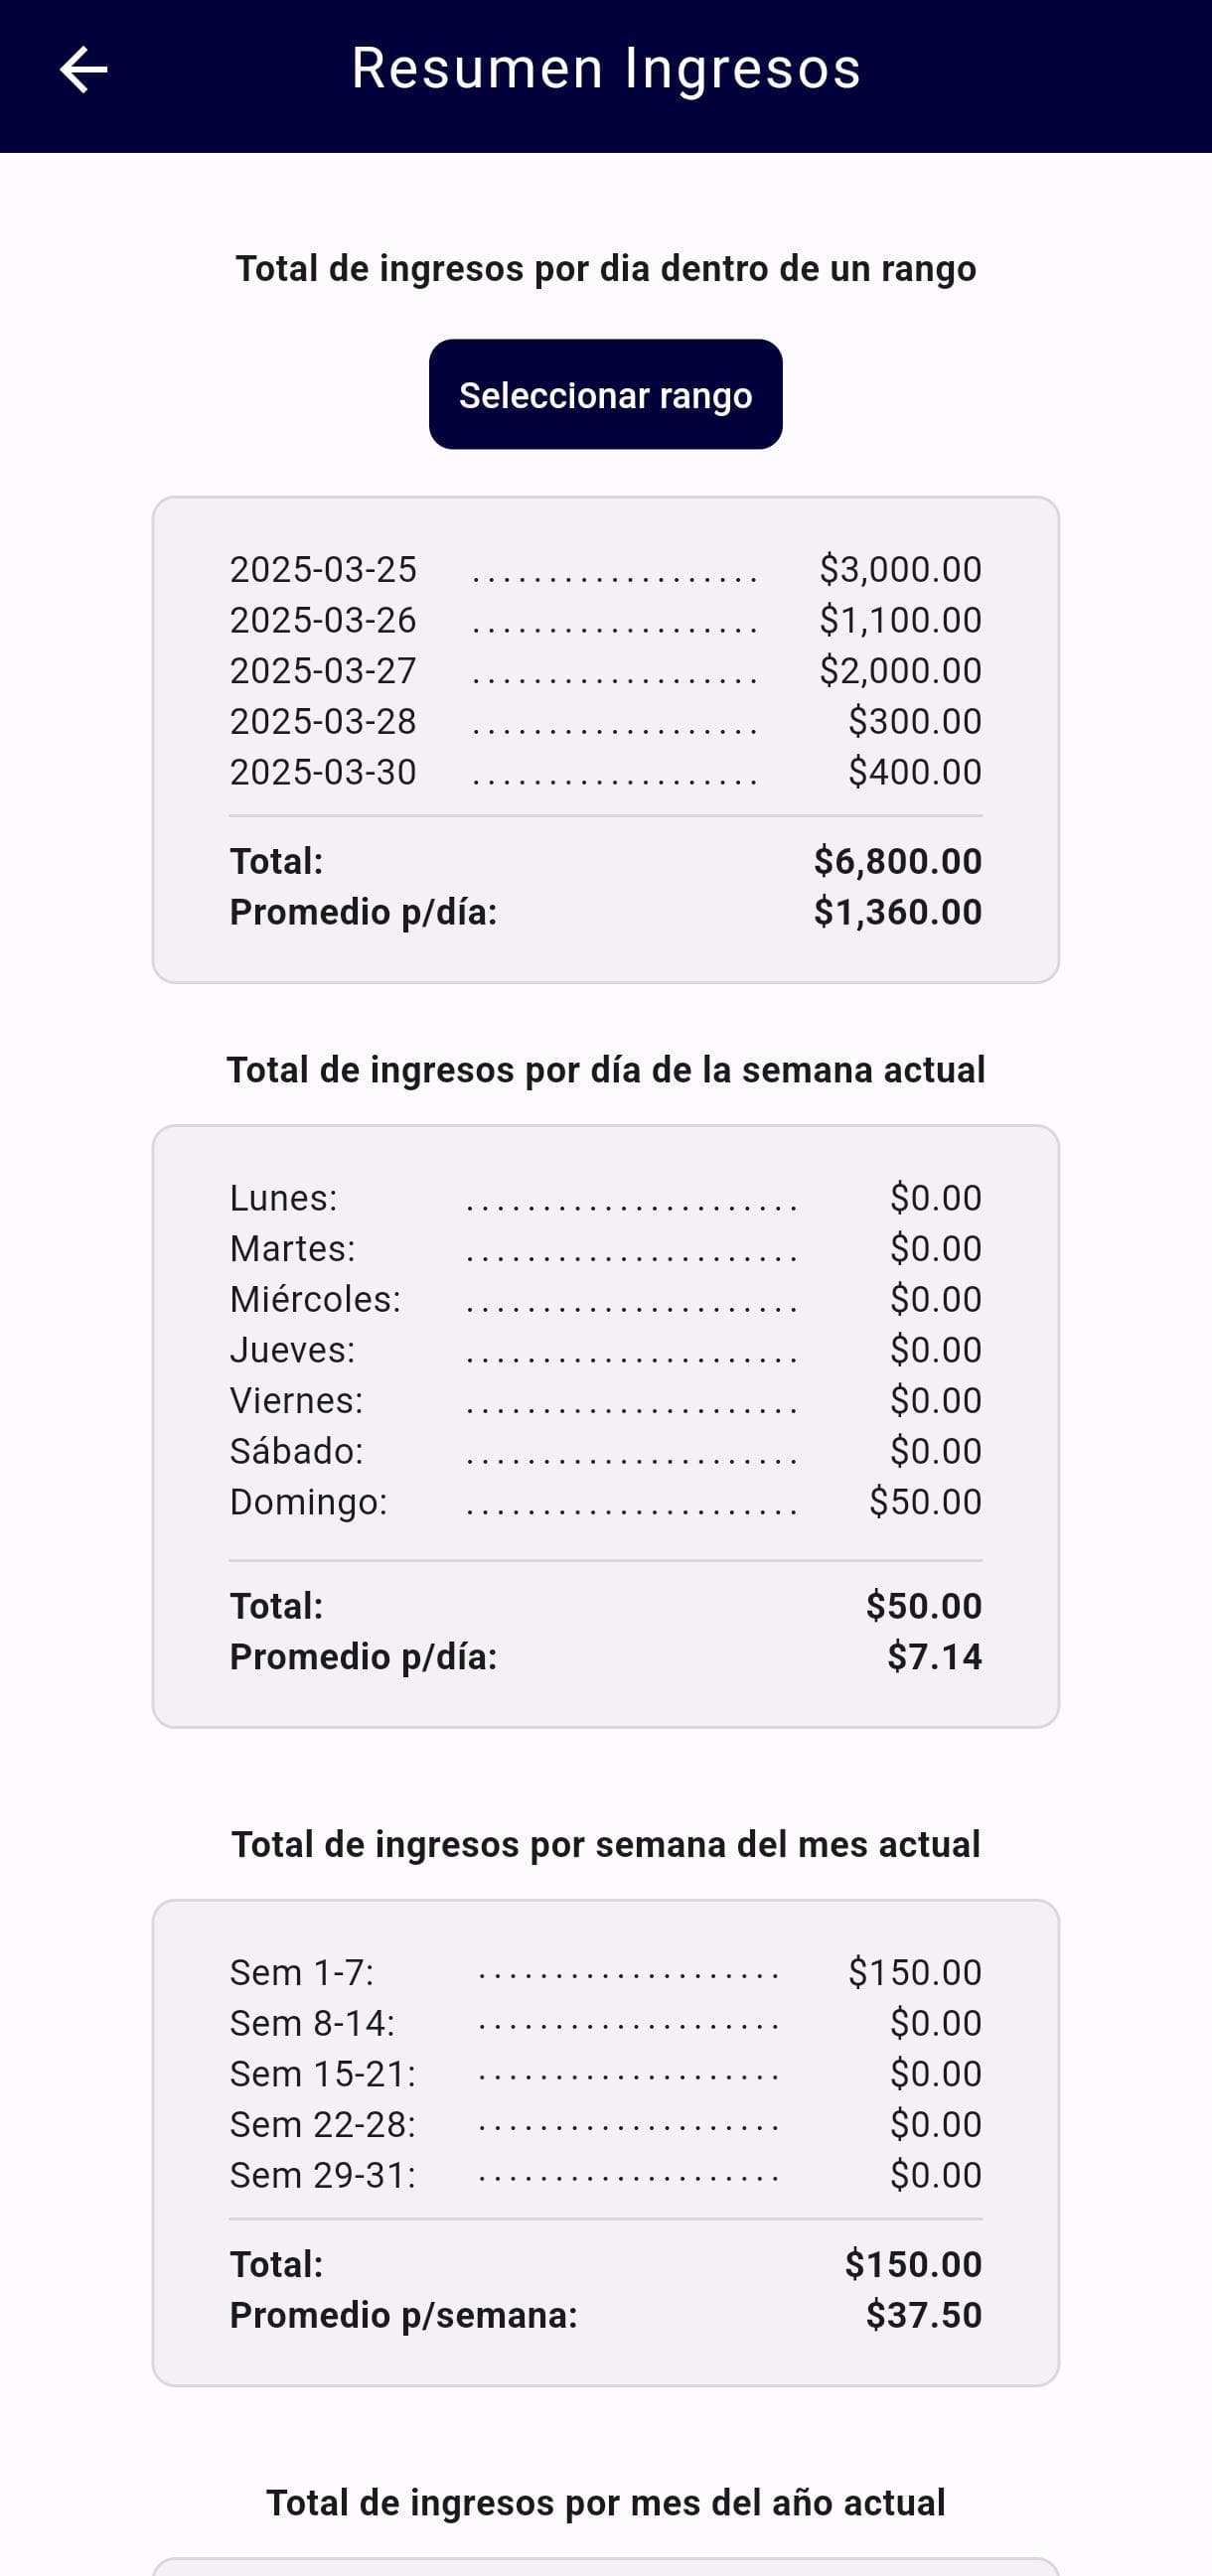 Resumen Ingresos
Total de ingresos por dia dentro de un rango
Seleccionar rango
2025-03-25 ................... $3,000.00
2025-03-26 ................... $1,100.00
2025-03-27 ................... $2,000.00
2025-03-28 ................... $300.00
2025-03-30 ................... $400.00
Total: $6,800.00
Promedio p/día: $1,360.00
Total de ingresos por día de la semana actual
Lunes: ...................... $0.00
Martes: ...................... $0.00
Miércoles: ...................... $0.00
Jueves: ...................... $0.00
Viernes: ...................... $0.00
Sábado: ...................... $0.00
Domingo: ...................... $50.00
Total: $50.00
Promedio p/día: $7.14
Total de ingresos por semana del mes actual
Sem 1-7: .................... $150.00
Sem 8-14: .................... $0.00
Sem 15-21: .................... $0.00
Sem 22-28: .................... $0.00
Sem 29-31: .................... $0.00
Total: $150.00
Promedio p/semana: $37.50
Total de ingresos por mes del año actual